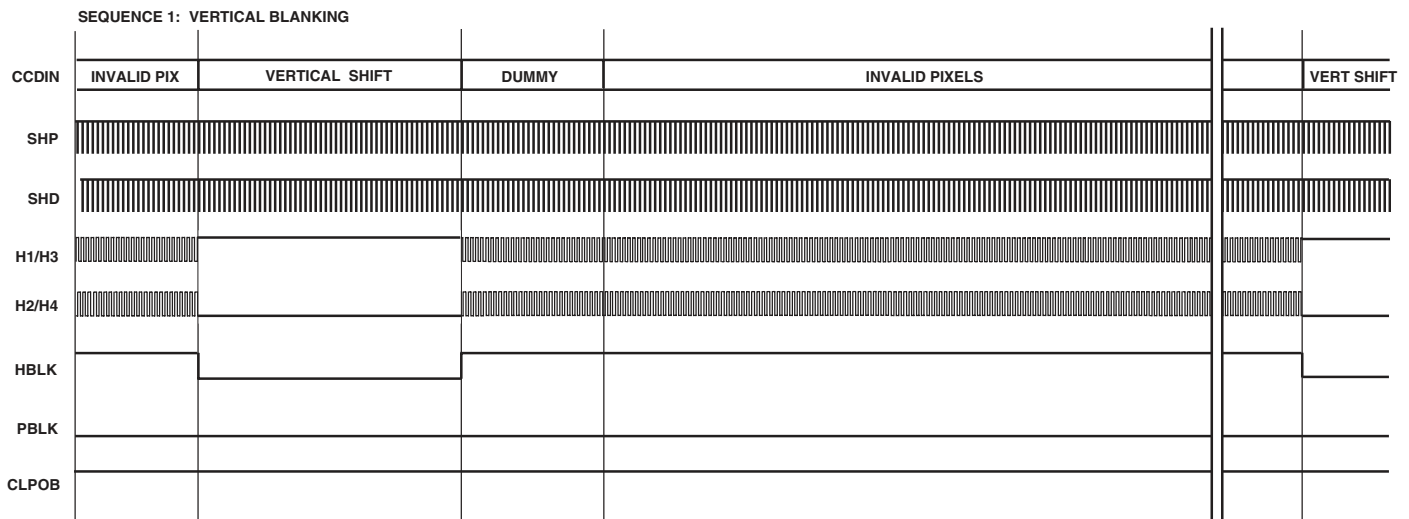 SEQUENCE 1: VERTICAL BLANKING
CCDIN INVALID PIX VERTICAL SHIFT DUMMY INVALID PIXELS VERT SHIFT
SHP
SHD
H1/H3
H2/H4
HBLK
PBLK
CLPOB